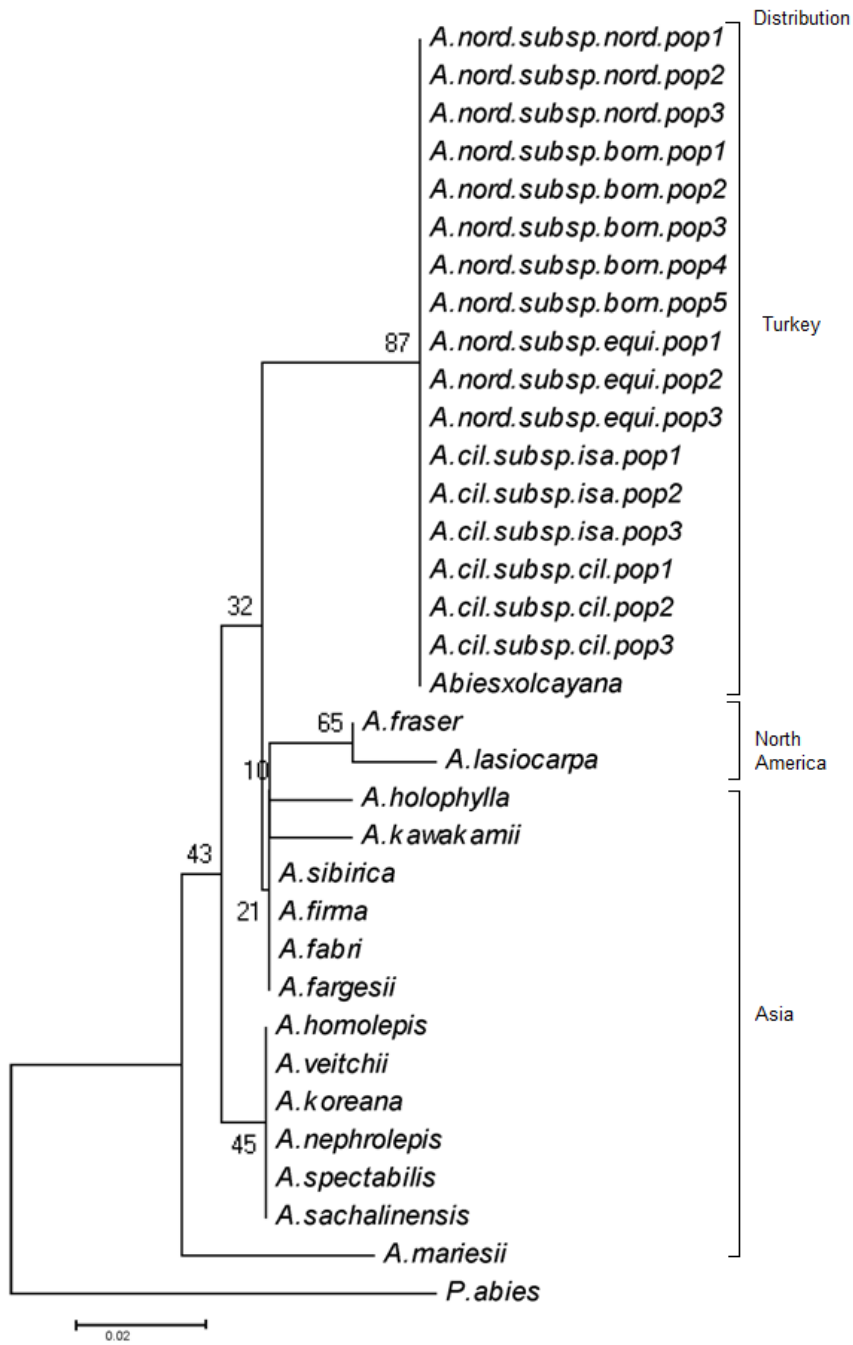 Distribution
A.nord.subsp.nord.pop1
A.nord.subsp.nord.pop2
A.nord.subsp.nord.pop3
A.nord.subsp.born.pop1
A.nord.subsp.born.pop2
A.nord.subsp.born.pop3
A.nord.subsp.born.pop4
A.nord.subsp.born.pop5
Turkey
87
A.nord.subsp.equi.pop1
A.nord.subsp.equi.pop2
A.nord.subsp.equi.pop3
A.cil.subsp.isa.pop1
A.cil.subsp.isa.pop2
A.cil.subsp.isa.pop3
A.cil.subsp.cil.pop1
32
A.cil.subsp.cil.pop2
A.cil.subsp.cil.pop3
Abiesxolcayana
65
A.fraser
North
America
A.lasiocarpa
10
A.holophylla
A.kawakamii
43
A.sibirica
21
A.firma
A.fabri
A.fargesii
Asia
A.homolepis
A.veitchii
A.koreana
45
A.nephrolepis
A.spectabilis
A.sachalinensis
A.mariesii
P.abies
0.02